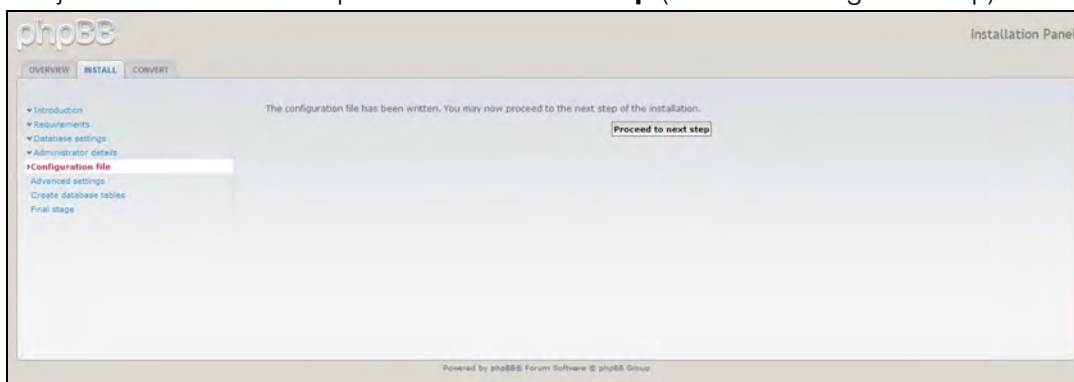 phpBB
Installation Panel
OVERVIEW INSTALL CONVERT
Introduction
Requirements
Database settings
Administrator details
Configuration file
Advanced settings
Create database tables
Final stage
The configuration file has been written. You may now proceed to the next step of the installation.
Proceed to next step
Powered by phpBB® Forum Software © phpBB Group